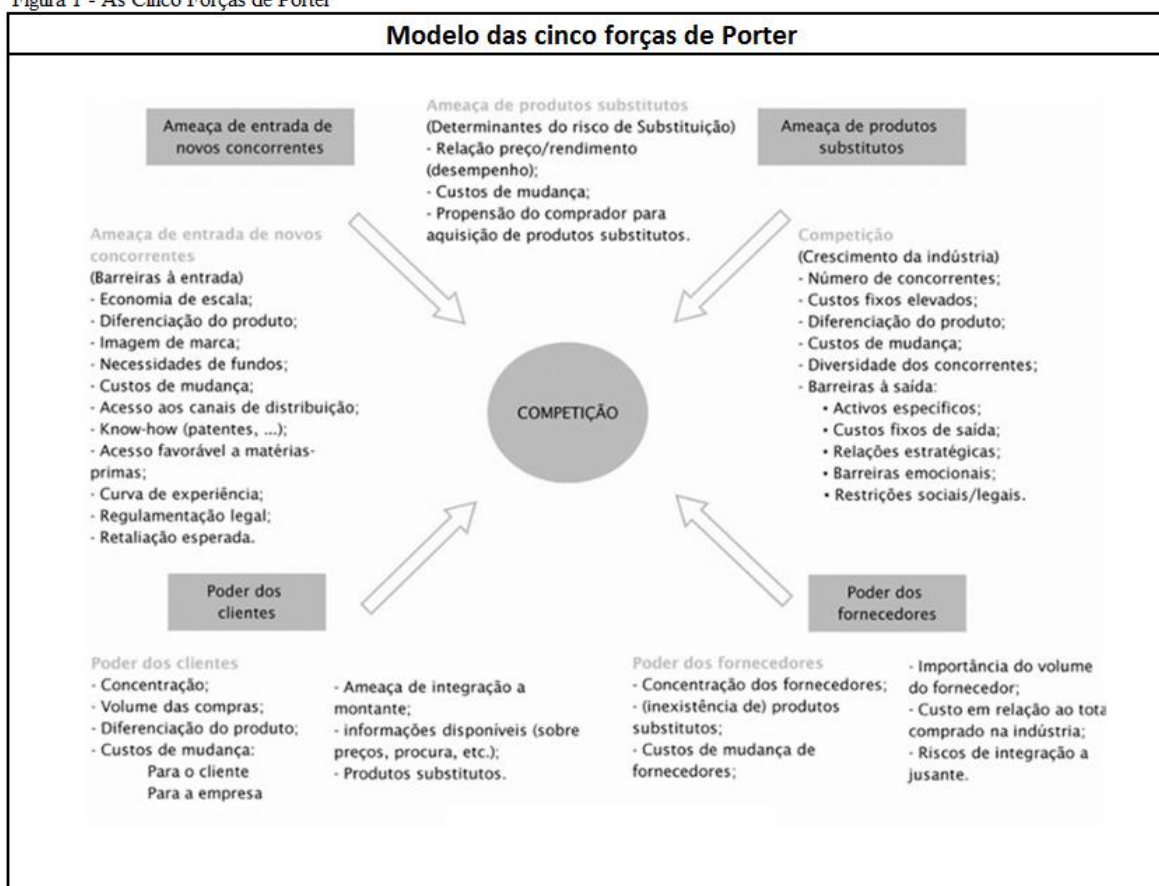 Figura 1 - As Cinco Forças de Porter
Modelo das cinco forças de Porter
Ameaça de entrada de
novos concorrentes
Ameaça de produtos substitutos
(Determinantes do risco de Substituição)
- Relação preço/rendimento
(desempenho);
- Custos de mudança;
- Propensão do comprador para
aquisição de produtos substitutos.
Ameaça de produtos
substitutos
Ameaça de entrada de novos
concorrentes
(Barreiras à entrada)
- Economia de escala;
- Diferenciação do produto;
- Imagem de marca;
- Necessidades de fundos;
- Custos de mudança;
- Acesso aos canais de distribuição;
- Know-how (patentes, ...);
- Acesso favorável a matérias-
primas;
- Curva de experiência;
- Regulamentação legal;
- Retaliação esperada.
COMPETIÇÃO
Competição
(Crescimento da indústria)
- Número de concorrentes;
- Custos fixos elevados;
- Diferenciação do produto;
- Custos de mudança;
- Diversidade dos concorrentes;
- Barreiras à saída:
• Activos específicos;
• Custos fixos de saída;
• Relações estratégicas;
• Barreiras emocionais;
• Restrições sociais/legais.
Poder dos
clientes
Poder dos
fornecedores
Poder dos clientes
- Concentração;
- Volume das compras;
- Diferenciação do produto;
- Custos de mudança:
Para o cliente
Para a empresa
- Ameaça de integração a
montante;
- informações disponíveis (sobre
preços, procura, etc.);
- Produtos substitutos.
Poder dos fornecedores
- Concentração dos fornecedores;
- (inexistência de) produtos
substitutos;
- Custos de mudança de
fornecedores;
- Importância do volume
do fornecedor;
- Custo em relação ao tota
comprado na indústria;
- Riscos de integração a
jusante.